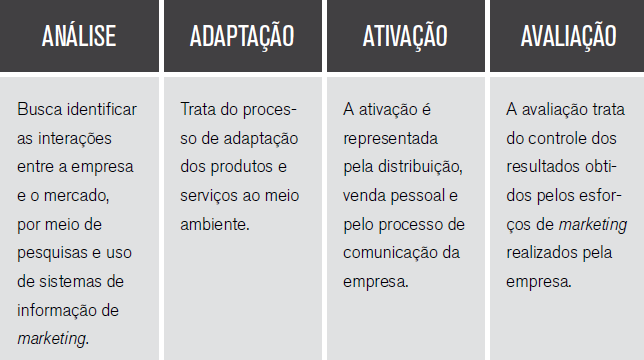 ANÁLISE
Busca identificar
as interações
entre a empresa
e o mercado,
por meio de
pesquisas e uso
de sistemas de
informação de
marketing.
ADAPTAÇÃO
Trata do proces-
so de adaptação
dos produtos e
serviços ao meio
ambiente.
ATIVAÇÃO
A ativação é
representada
pela distribuição,
venda pessoal e
pelo processo de
comunicação da
empresa.
AVALIAÇÃO
A avaliação trata
do controle dos
resultados obti-
dos pelos esfor-
ços de marketing
realizados pela
empresa.